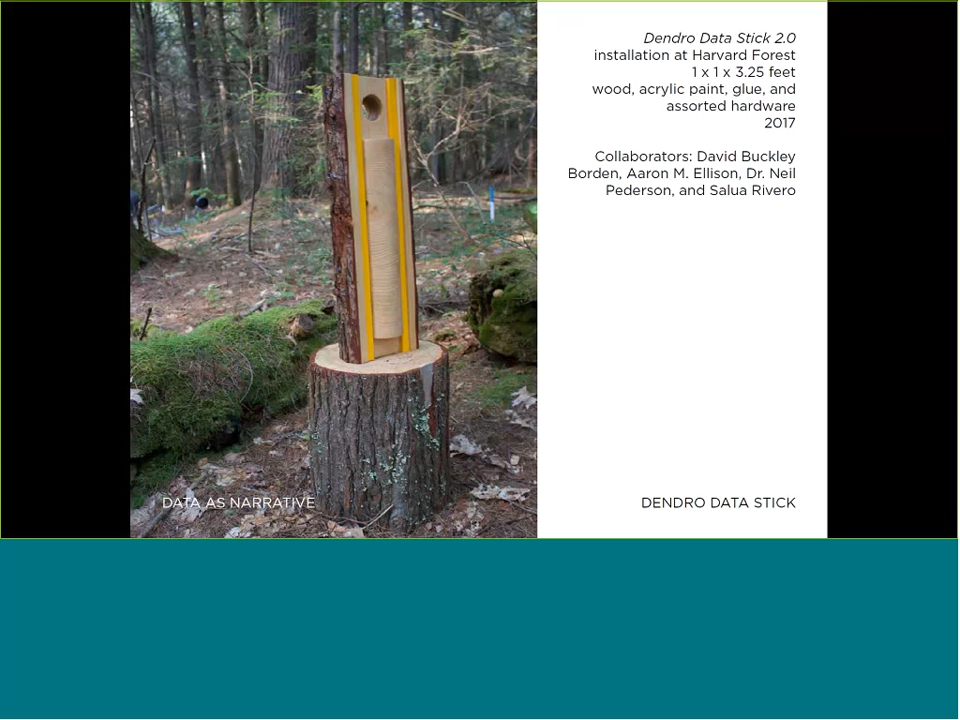 Dendro Data Stick 2.0
installation at Harvard Forest
1 x 1 x 3.25 feet
wood, acrylic paint, glue, and
assorted hardware
2017
Collaborators: David Buckley
Borden, Aaron M. Ellison, Dr. Neil
Pederson, and Salua Rivero
DATA AS NARRATIVE
DENDRO DATA STICK